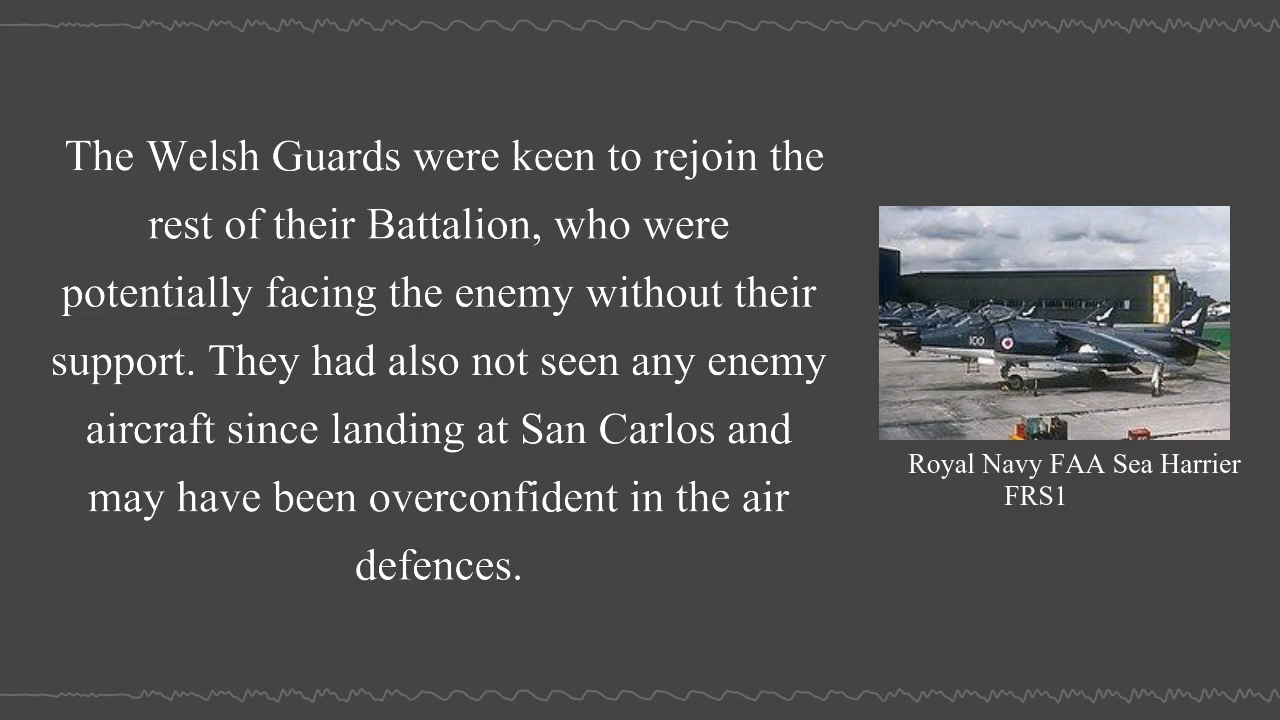 The Welsh Guards were keen to rejoin the
rest of their Battalion, who were
potentially facing the enemy without their
support. They had also not seen any enemy
aircraft since landing at San Carlos and
may have been overconfident in the air
defences.
100
Royal Navy FAA Sea Harrier
FRS1